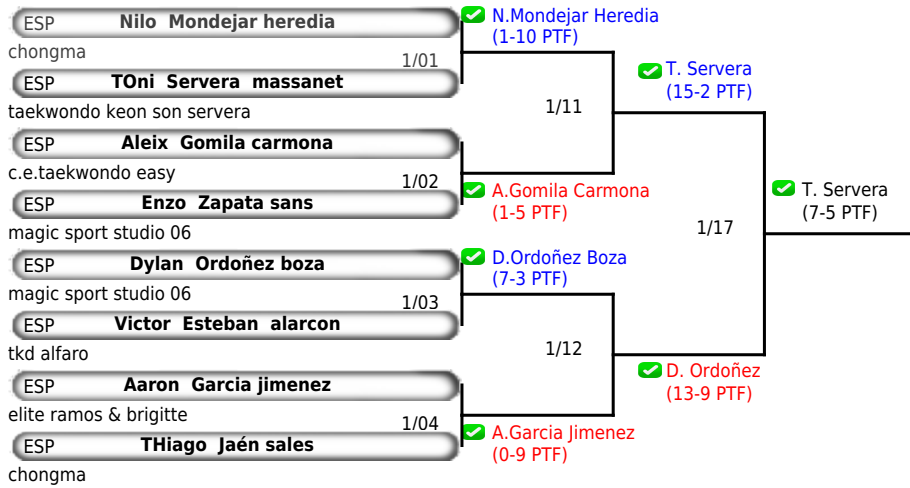 ESP Nilo Mondejar heredia
chongma
1/01
ESP TOni Servera massanet
taekwondo keon son servera
ESP Aleix Gomila carmona
c.e.taekwondo easy
1/02
ESP Enzo Zapata sans
magic sport studio 06
ESP Dylan Ordoñez boza
magic sport studio 06
1/03
ESP Victor Esteban alarcon
tkd alfaro
ESP Aaron Garcia jimenez
elite ramos & brigitte
1/04
ESP THiago Jaén sales
chongma
N.Mondejar Heredia
(1-10 PTF)
1/11
A.Gomila Carmona
(1-5 PTF)
D.Ordoñez Boza
(7-3 PTF)
1/12
A.Garcia Jimenez
(0-9 PTF)
T. Servera
(15-2 PTF)
1/17
D. Ordoñez
(13-9 PTF)
T. Servera
(7-5 PTF)